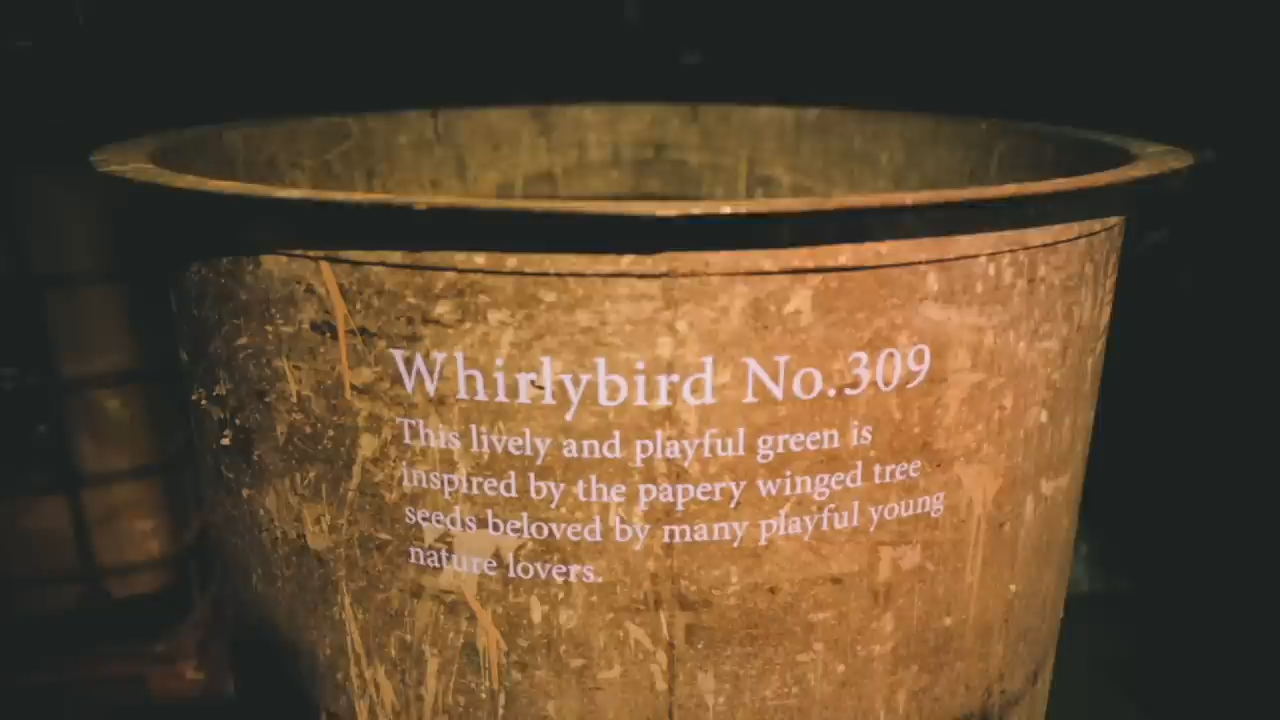 Whirlybird No.309
This lively and playful green is
inspired by the papery winged tree
seeds beloved by many playful young
nature lovers.